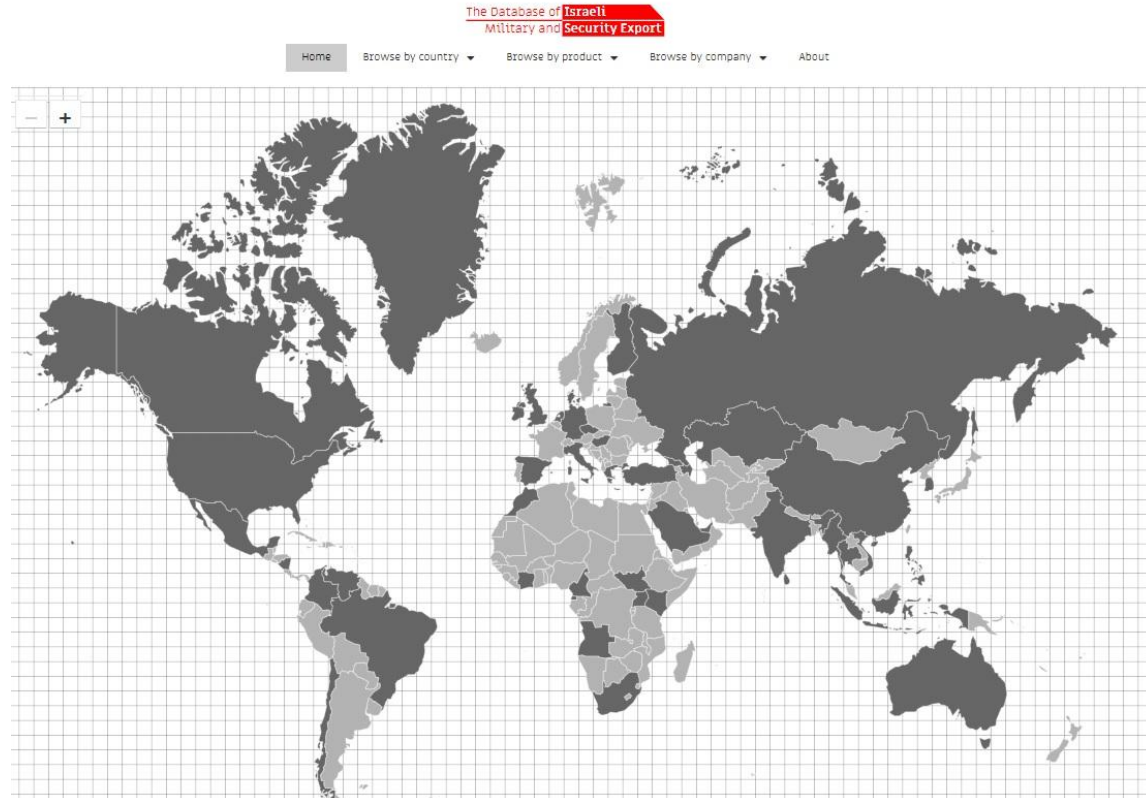 The Database of Israeli
Military and Security Export
Home Browse by country Browse by product Browse by company About
− +